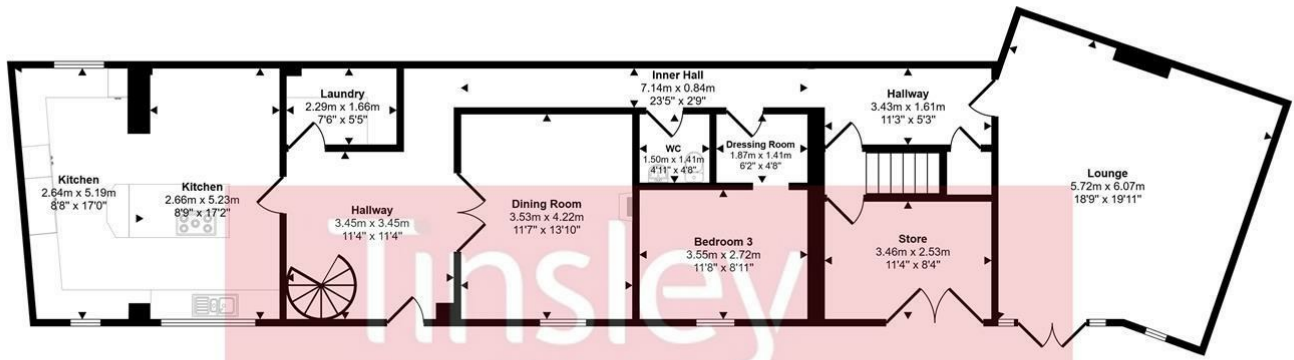 Kitchen
2.64m x 5.19m
8'8" x 17'0"
Kitchen
2.66m x 5.23m
8'9" x 17'2"
Laundry
2.29m x 1.66m
7'6" x 5'5"
Hallway
3.45m x 3.45m
11'4" x 11'4"
Dining Room
3.53m x 4.22m
11'7" x 13'10"
Inner Hall
7.14m x 0.84m
23'5" x 2'9"
WC
1.50m x 1.41m
4'11" x 4'8"
Dressing Room
1.87m x 1.41m
6'2" x 4'8"
Bedroom 3
3.55m x 2.72m
11'8" x 8'11"
Hallway
3.43m x 1.61m
11'3" x 5'3"
Store
3.46m x 2.53m
11'4" x 8'4"
Lounge
5.72m x 6.07m
18'9" x 19'11"
Tinsley